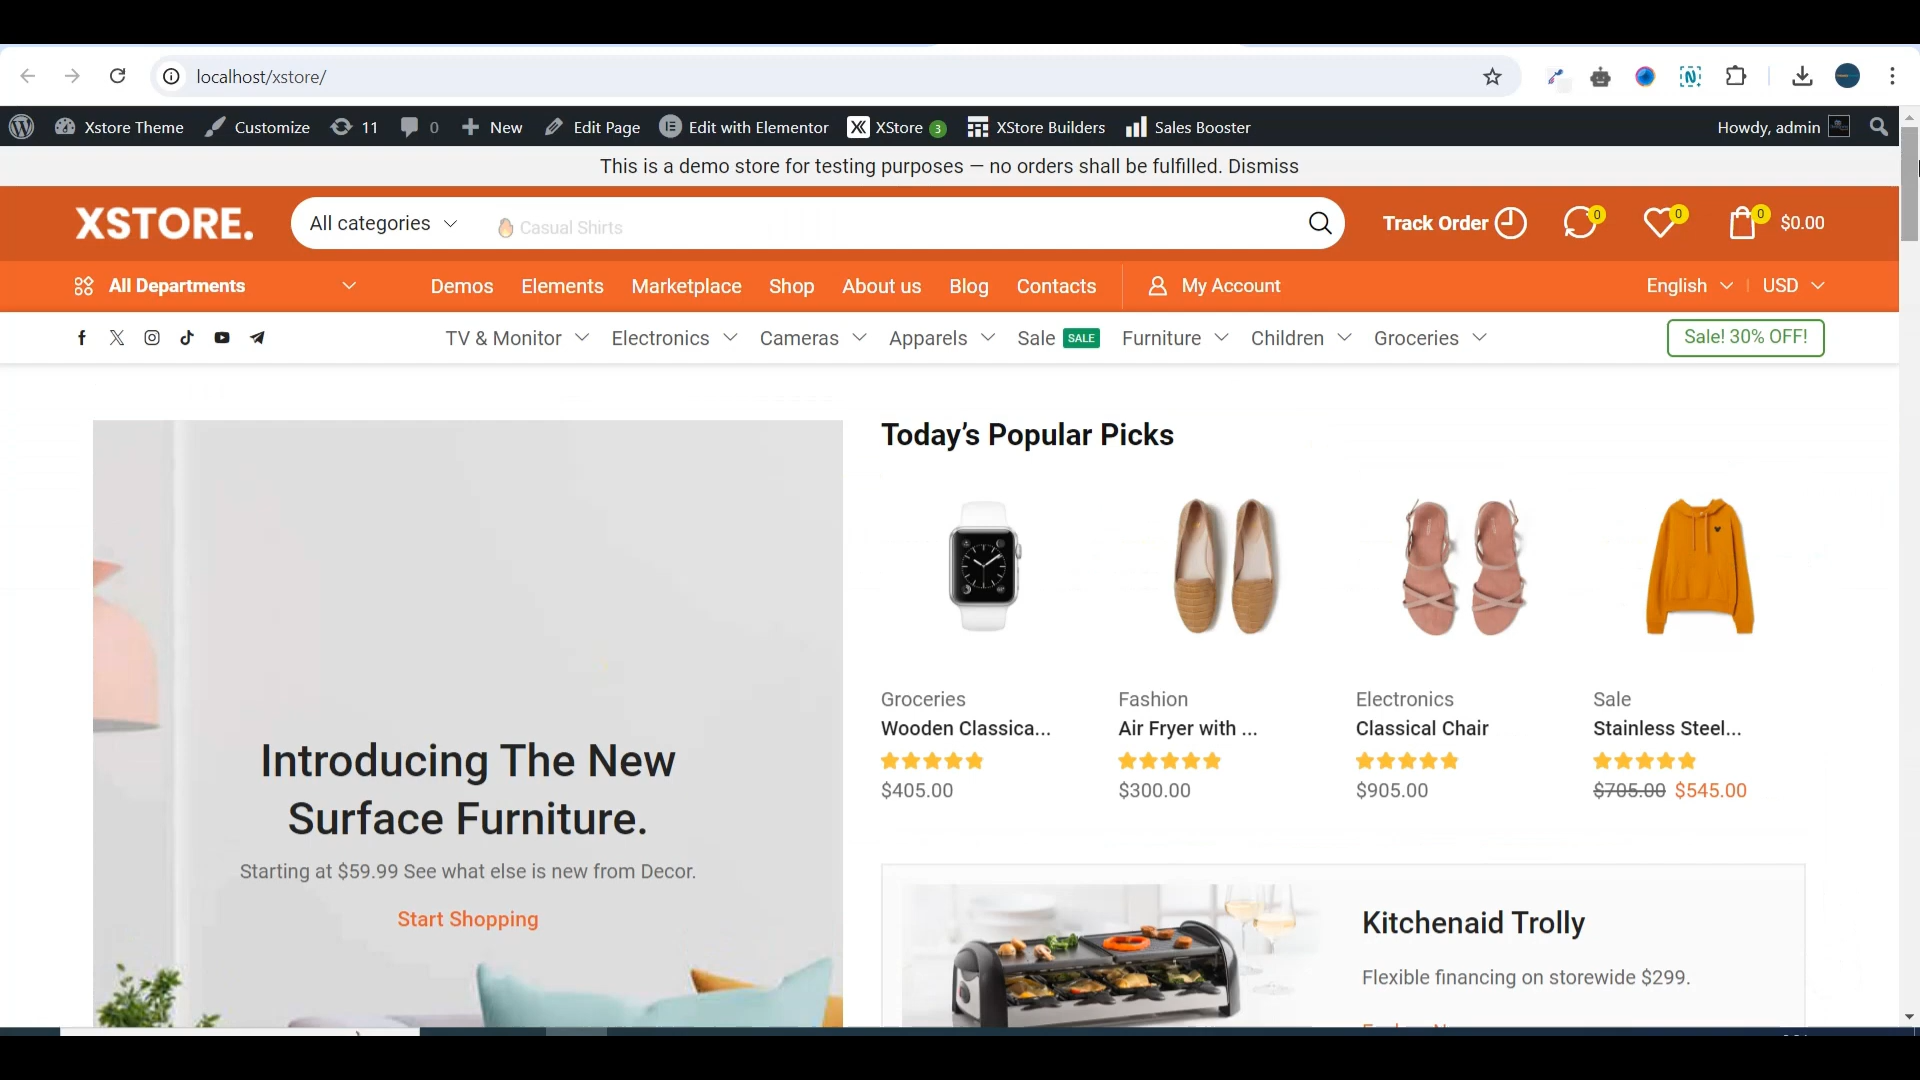 localhost/xstore/
Xstore Theme Customize 11 0 New Edit Page Edit with Elementor XStore 3 XStore Builders Sales Booster Howdy, admin
This is a demo store for testing purposes — no orders shall be fulfilled. Dismiss
XSTORE. All categories Casual Shirts Track Order 0 0 0 $0.00
All Departments Demos Elements Marketplace Shop About us Blog Contacts My Account English USD
TV & Monitor Electronics Cameras Apparels Sale SALE Furniture Children Groceries Sale! 30% OFF!
Today's Popular Picks
Groceries Fashion Electronics Sale
Wooden Classica... Air Fryer with ... Classical Chair Stainless Steel...
$405.00 $300.00 $905.00 $705.00 $545.00
Introducing The New
Surface Furniture.
Starting at $59.99 See what else is new from Decor.
Start Shopping
Kitchenaid Trolly
Flexible financing on storewide $299.